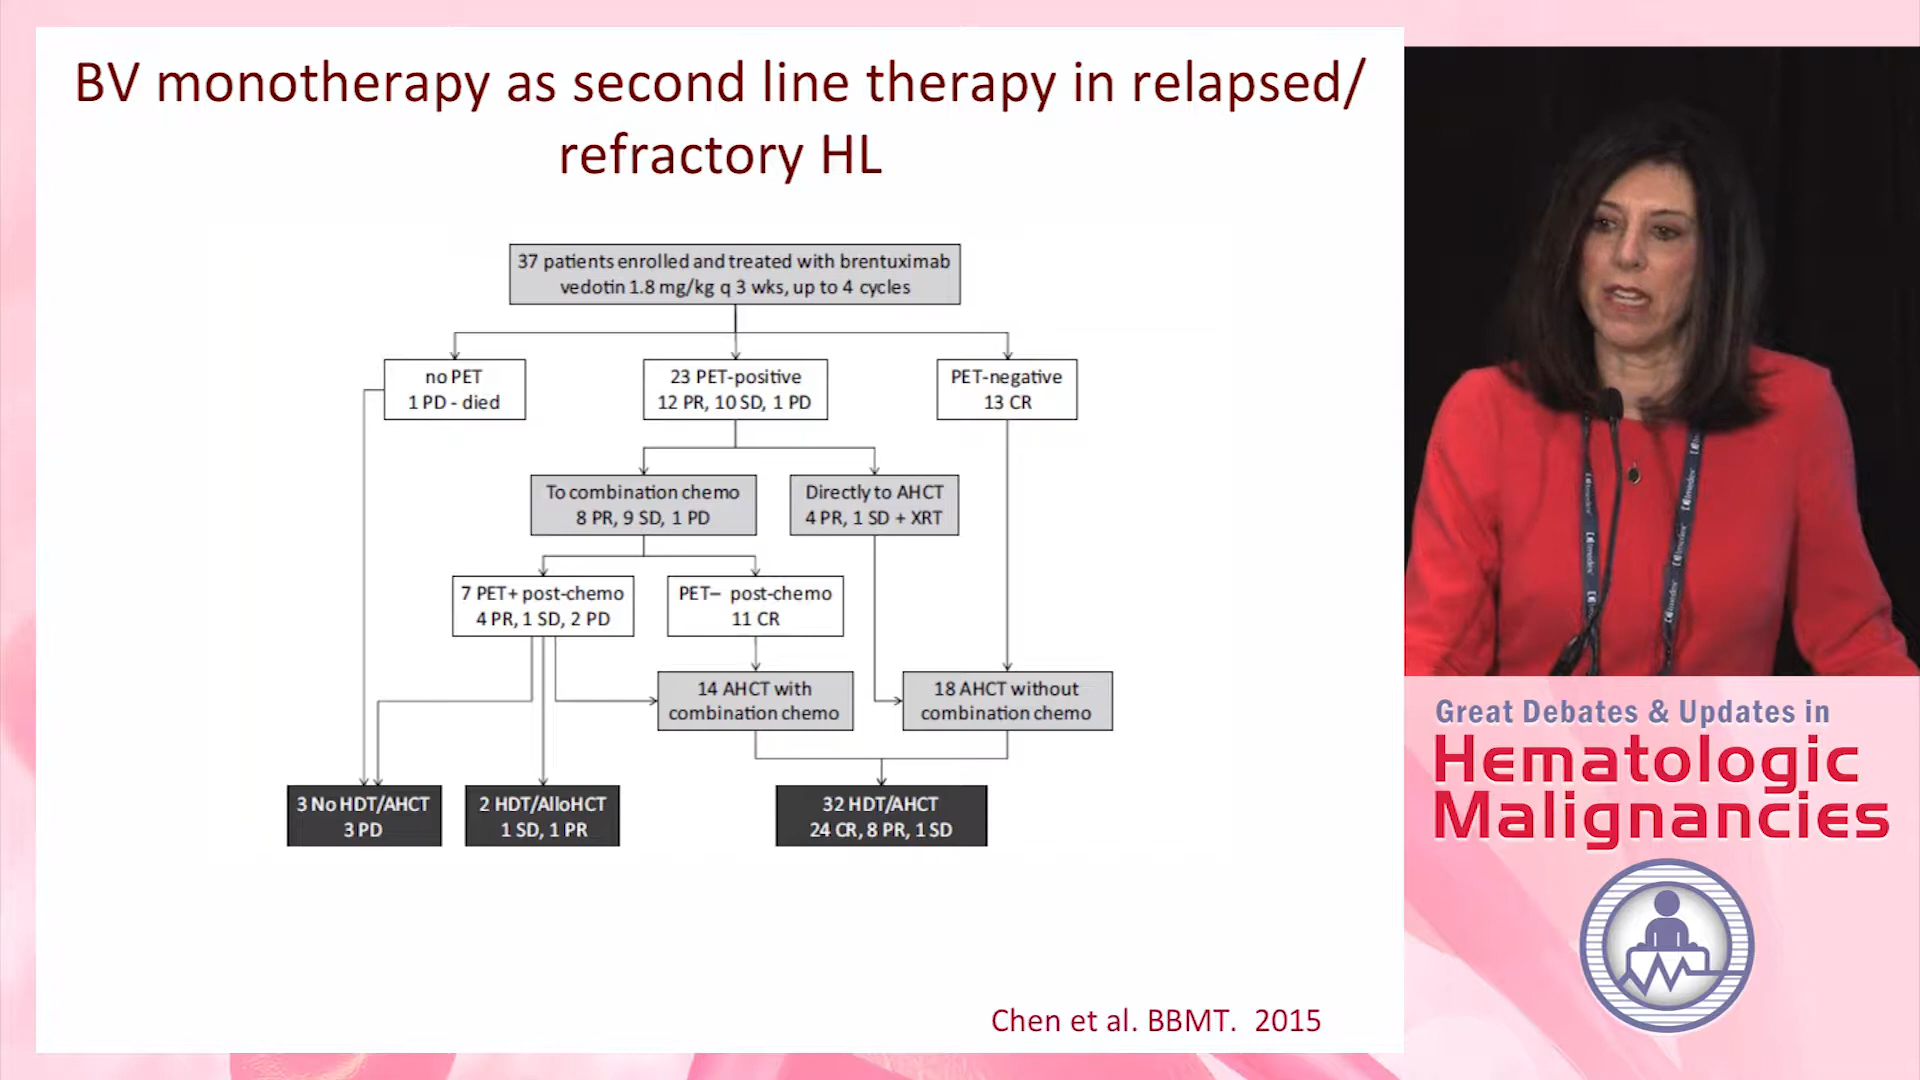 BV monotherapy as second line therapy in relapsed/
refractory HL
37 patients enrolled and treated with brentuximab
vedotin 1.8 mg/kg q 3 wks, up to 4 cycles
no PET
1 PD - died
23 PET-positive
12 PR, 10 SD, 1 PD
PET-negative
13 CR
To combination chemo
8 PR, 9 SD, 1 PD
Directly to AHCT
4 PR, 1 SD + XRT
7 PET+ post-chemo
4 PR, 1 SD, 2 PD
PET– post-chemo
11 CR
14 AHCT with
combination chemo
18 AHCT without
combination chemo
3 No HDT/AHCT
3 PD
2 HDT/AlloHCT
1 SD, 1 PR
32 HDT/AHCT
24 CR, 8 PR, 1 SD
Chen et al. BBMT. 2015
Great Debates & Updates in
Hematologic
Malignancies